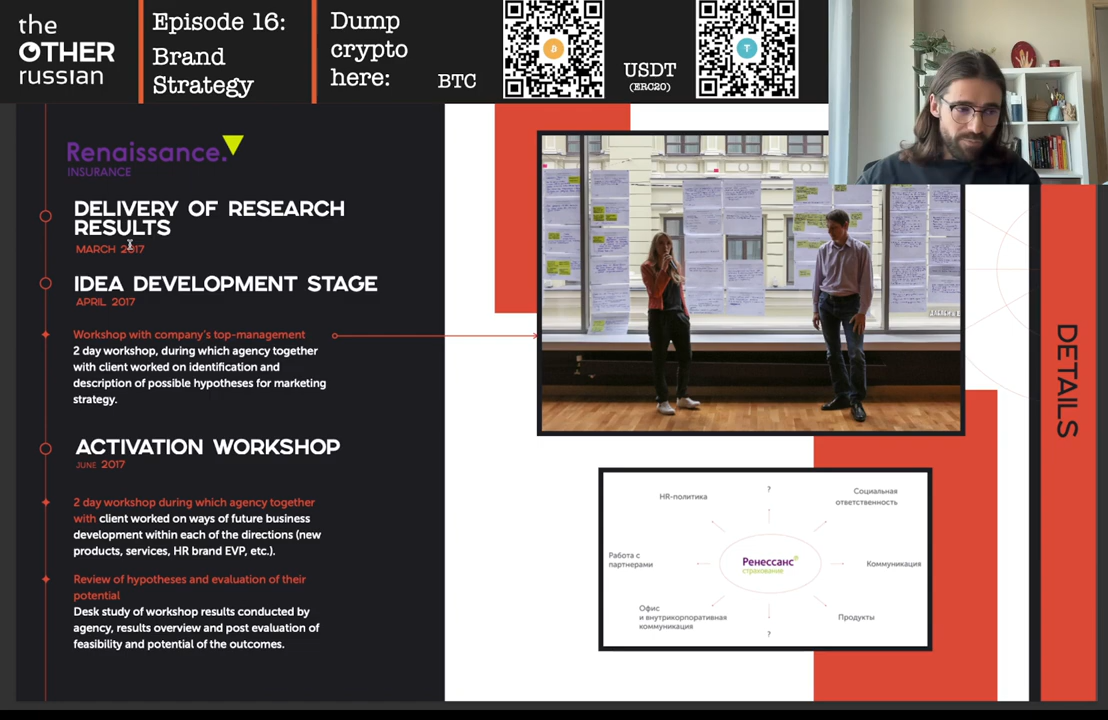 the
OTHER
russian
Episode 16:
Brand
Strategy
Dump
crypto
here:
BTC
USDT
(ERC20)
Renaissance.
INSURANCE
DELIVERY OF RESEARCH
RESULTS
MARCH 2017
IDEA DEVELOPMENT STAGE
APRIL 2017
Workshop with company's top-management
2 day workshop, during which agency together
with client worked on identification and
description of possible hypotheses for marketing
strategy.
ACTIVATION WORKSHOP
JUNE 2017
2 day workshop during which agency together
with client worked on ways of future business
development within each of the directions (new
products, services, HR brand EVP, etc.).
Review of hypotheses and evaluation of their
potential
Desk study of workshop results conducted by
agency, results overview and post evaluation of
feasibility and potential of the outcomes.
HR-политика
?
Социальная
ответственность
Работа с
партнерами
Ренессанс
страхование
Коммуникация
Офис
и внутрикорпоративная
коммуникация
?
Продукты
DETAILS